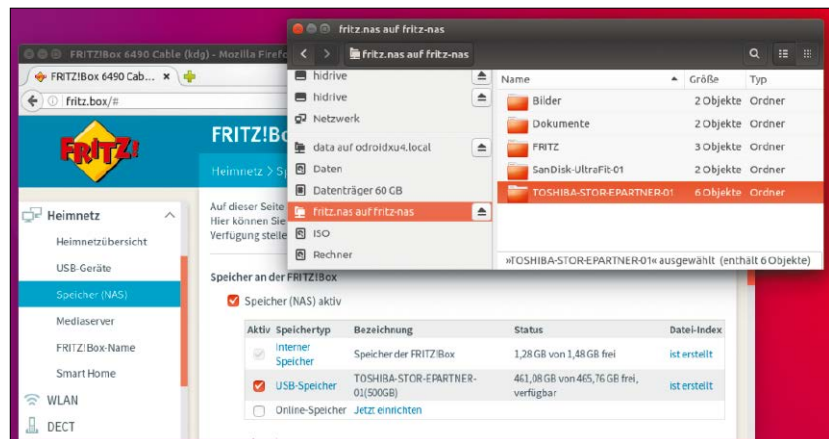 fritz.nas auf fritz-nas
fritz.nas auf fritz-nas
hidrive
hidrive
Netzwerk
data auf odroidxu4.local
Daten
Datenträger 60 GB
fritz.nas auf fritz-nas
ISO
Rechner
Name Größe Typ
Bilder 2 Objekte Ordner
Dokumente 2 Objekte Ordner
FRITZ 3 Objekte Ordner
SanDisk-UltraFit-01 2 Objekte Ordner
TOSHIBA-STOR-EPARTNER-01 6 Objekte Ordner
»TOSHIBA-STOR-EPARTNER-01« ausgewählt (enthält 6 Objekte)
FRITZ!Box 6490 Cable (kdg) - Mozilla Firef
FRITZ!Box 6490 Cab...
fritz.box/#
FRITZ!
FRITZ!B
Heimnetz > Sp
Heimnetz
Heimnetzübersicht
USB-Geräte
Speicher (NAS)
Mediaserver
FRITZ!Box-Name
Smart Home
WLAN
DECT
Auf dieser Seite
Hier können Sie
Verfügung stelle
Speicher an der FRITZ!Box
Speicher (NAS) aktiv
Aktiv Speichertyp Bezeichnung Status Datei-Index
Interner
Speicher Speicher der FRITZ!Box 1,28 GB von 1,48 GB frei ist erstellt
USB-Speicher TOSHIBA-STOR-EPARTNER-
01(500GB) 461,08 GB von 465,76 GB frei,
verfügbar ist erstellt
Online-Speicher Jetzt einrichten